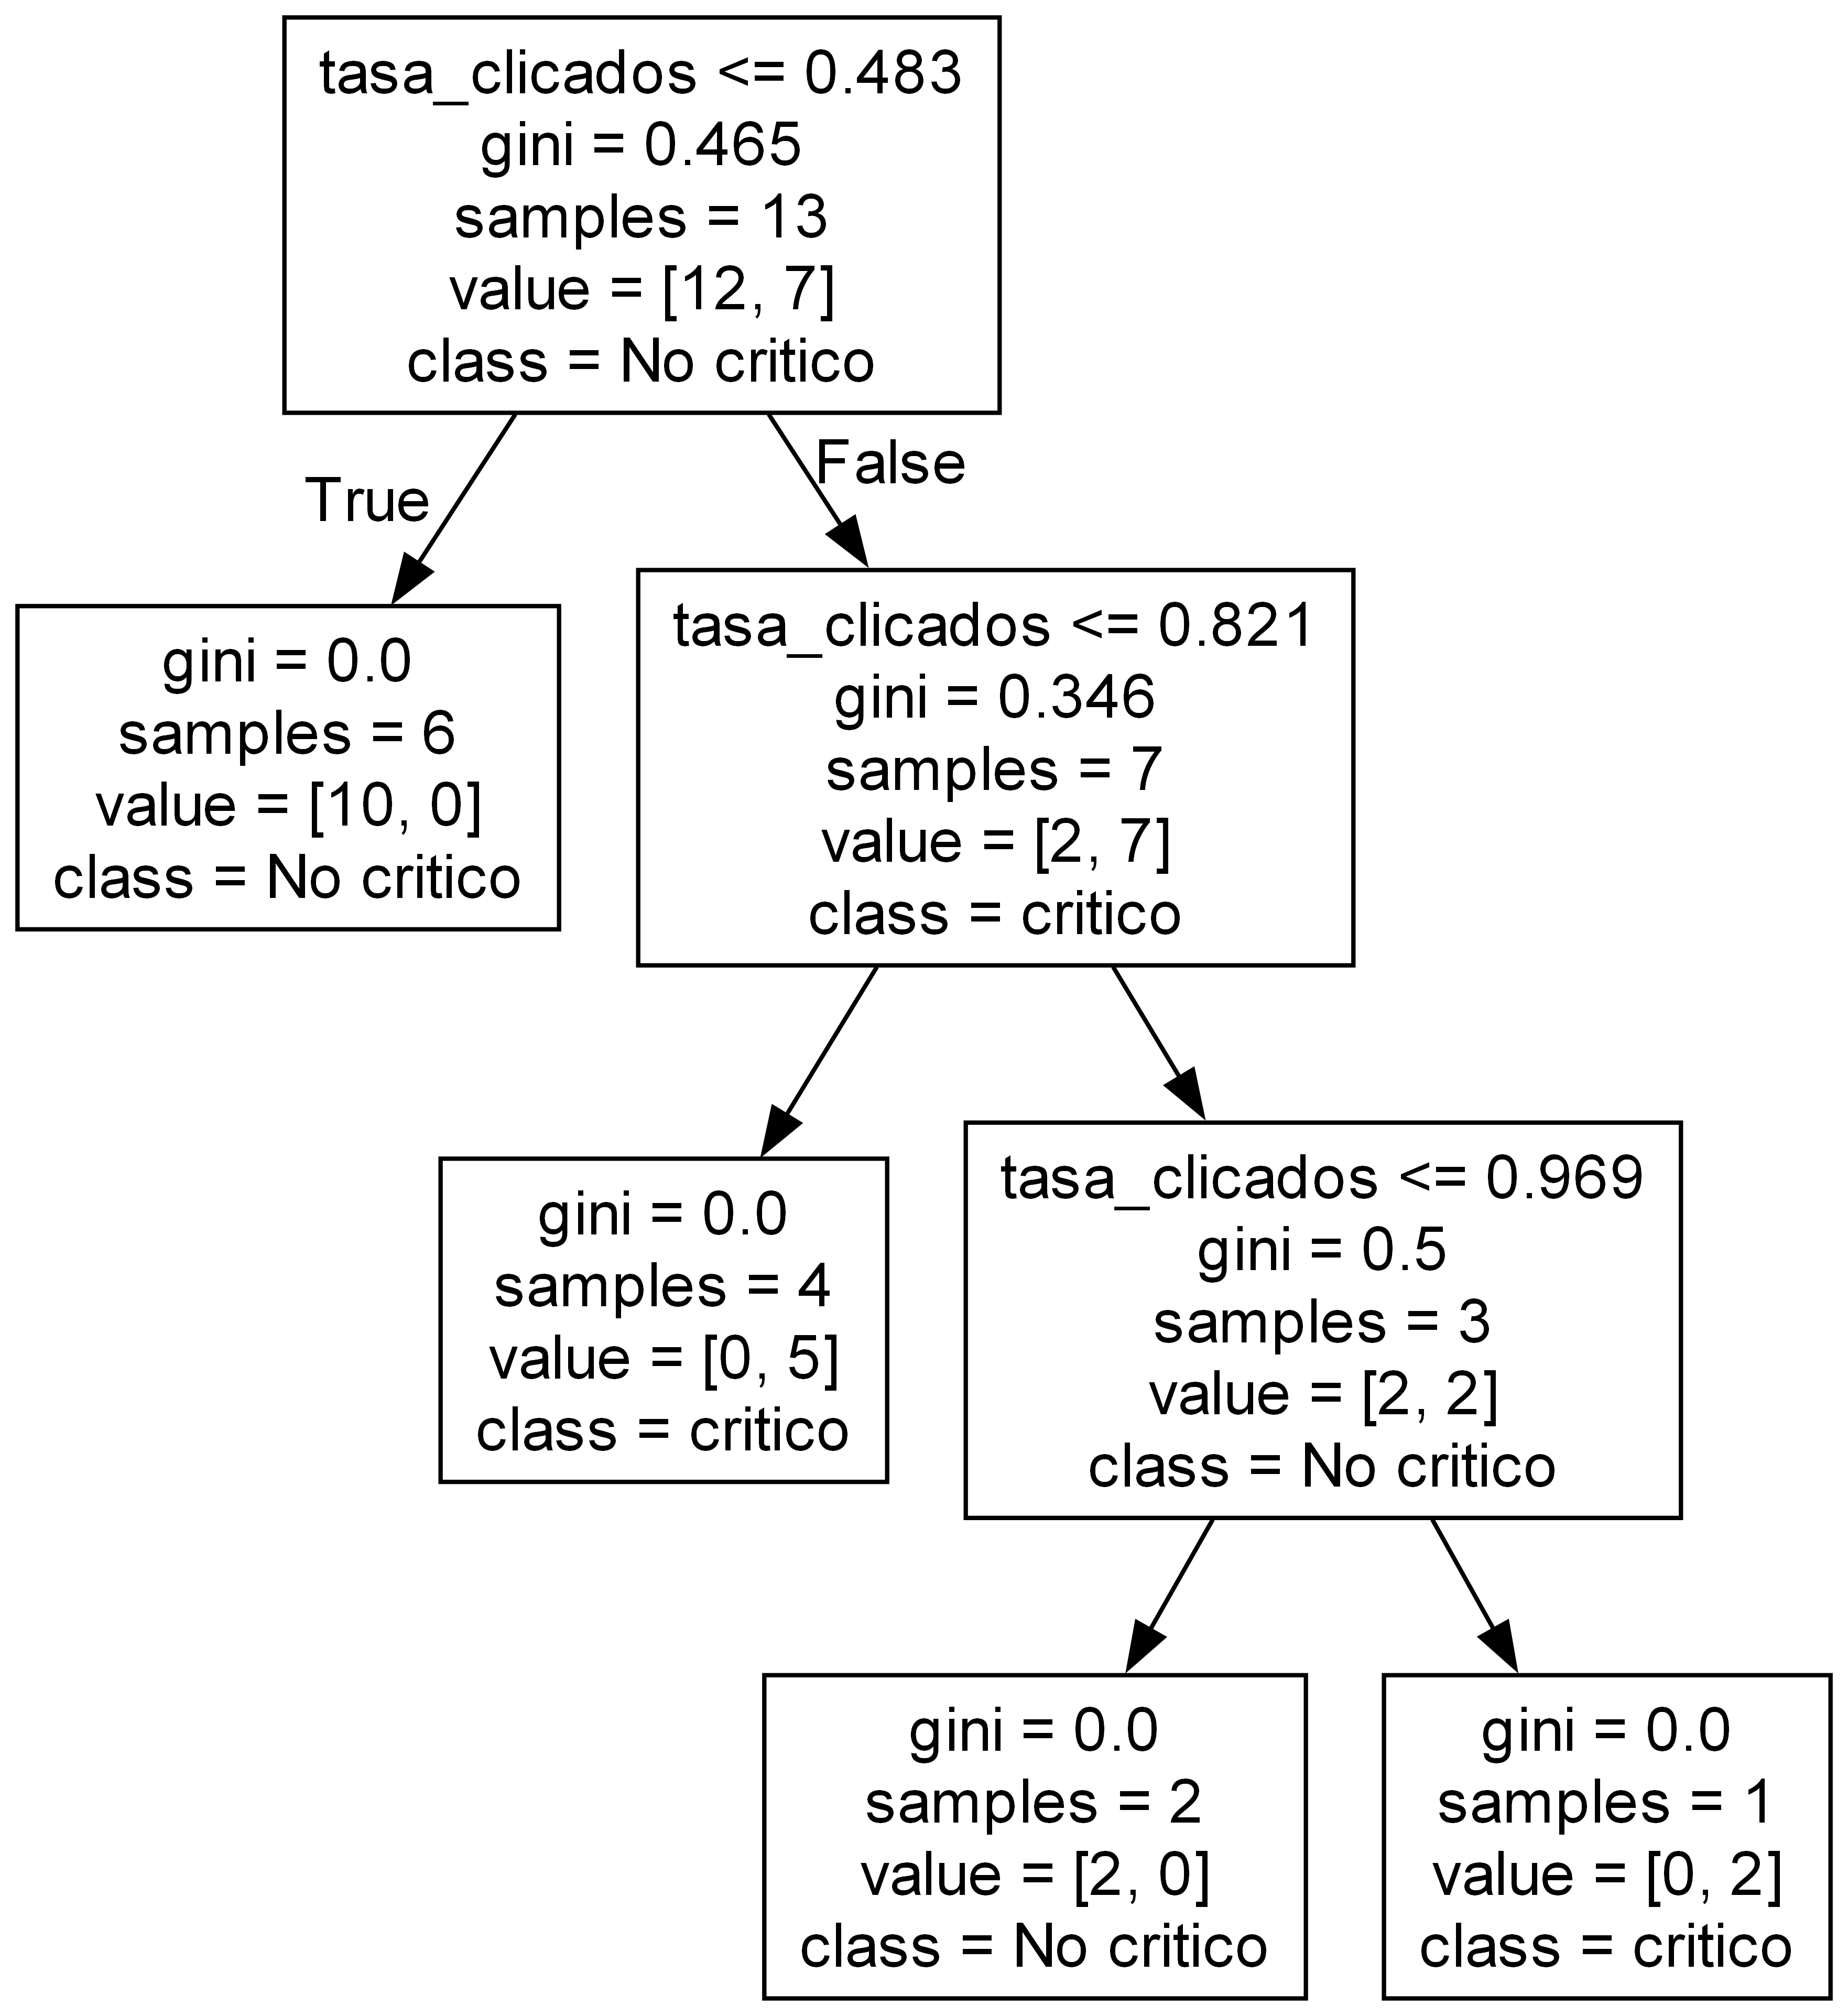 tasa_clicados <= 0.483
gini = 0.465
samples = 13
value = [12, 7]
class = No critico
True
False
gini = 0.0
samples = 6
value = [10, 0]
class = No critico
tasa_clicados <= 0.821
gini = 0.346
samples = 7
value = [2, 7]
class = critico
gini = 0.0
samples = 4
value = [0, 5]
class = critico
tasa_clicados <= 0.969
gini = 0.5
samples = 3
value = [2, 2]
class = No critico
gini = 0.0
samples = 2
value = [2, 0]
class = No critico
gini = 0.0
samples = 1
value = [0, 2]
class = critico